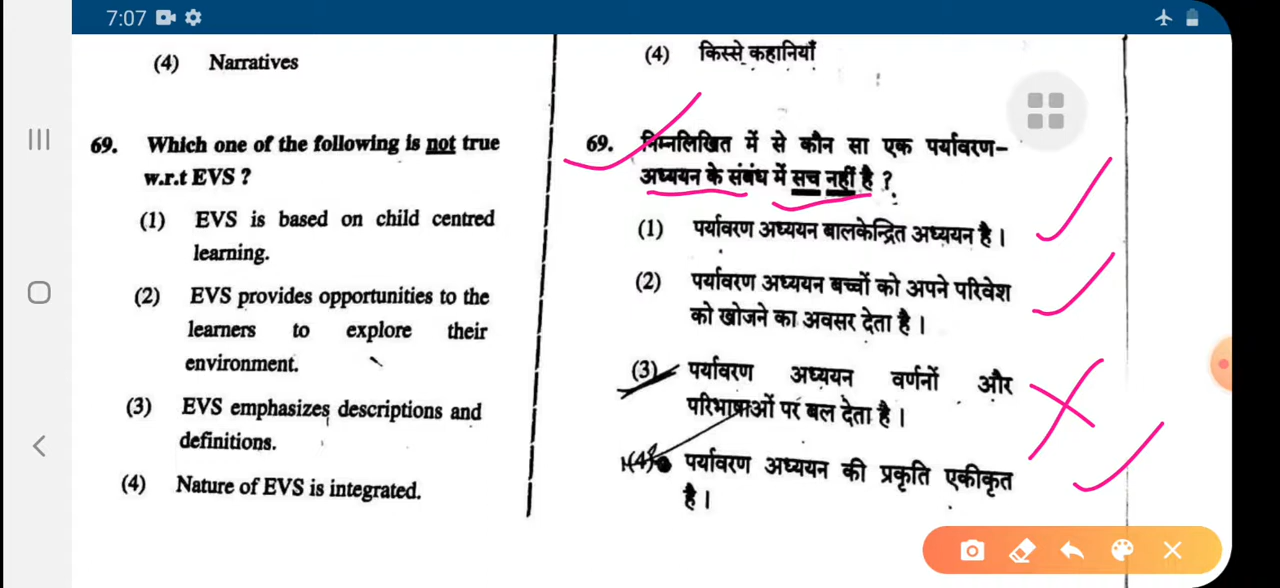 7:07
(4) Narratives
69. Which one of the following is not true
w.r.t EVS ?
(1) EVS is based on child centred
learning.
(2) EVS provides opportunities to the
learners to explore their
environment.
(3) EVS emphasizes descriptions and
definitions.
(4) Nature of EVS is integrated.
(4) किस्से कहानियाँ
69. निम्नलिखित में से कौन सा एक पर्यावरण-
अध्ययन के संबंध में सच नहीं है ?
(1) पर्यावरण अध्ययन बालकेन्द्रित अध्ययन है।
(2) पर्यावरण अध्ययन बच्चों को अपने परिवेश
को खोजने का अवसर देता है।
(3) पर्यावरण अध्ययन वर्णनों और
परिभाषाओं पर बल देता है।
(4) पर्यावरण अध्ययन की प्रकृति एकीकृत
है।